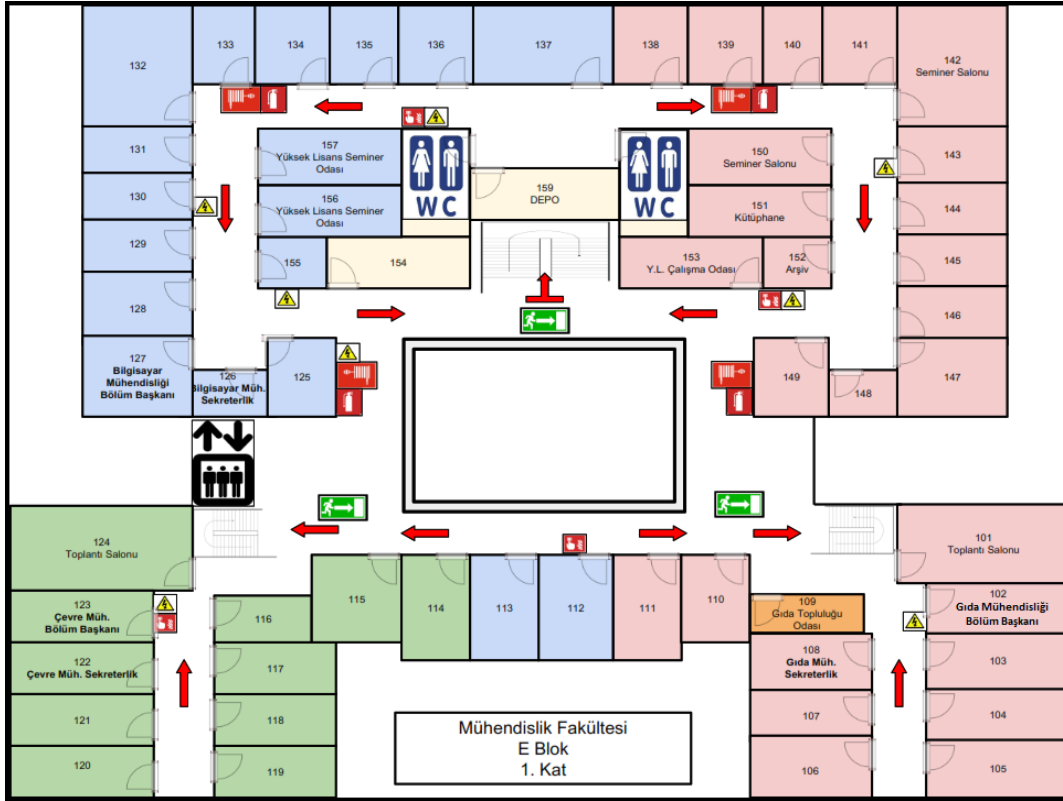 132
133
134
135
136
137
138
139
140
141
142
Seminer Salonu
131
157
Yüksek Lisans Seminer
Odası
WC
159
DEPO
WC
150
Seminer Salonu
143
130
156
Yüksek Lisans Seminer
Odası
151
Kütüphane
144
129
155
154
153
Y.L. Çalışma Odası
152
Arşiv
145
128
146
127
Bilgisayar
Mühendisliği
Bölüm Başkanı
126
Bilgisayar Müh.
Sekreterlik
125
149
148
147
124
Toplantı Salonu
101
Toplantı Salonu
123
Çevre Müh.
Bölüm Başkanı
116
115
114
113
112
111
110
109
Gıda Topluluğu
Odası
102
Gıda Mühendisliği
Bölüm Başkanı
122
Çevre Müh. Sekreterlik
117
108
Gıda Müh.
Sekreterlik
103
121
118
107
104
120
119
106
105
Mühendislik Fakültesi
E Blok
1. Kat